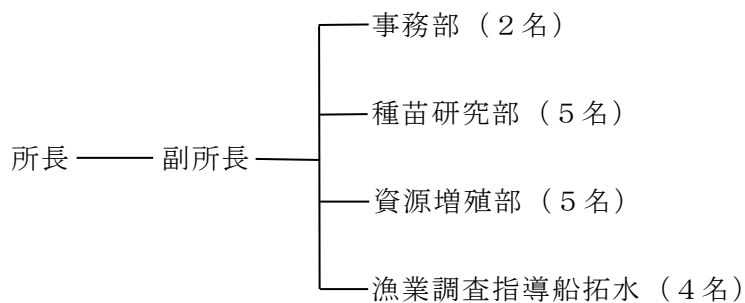 事務部（２名）
種苗研究部（５名）
所長 副所長
資源増殖部（５名）
漁業調査指導船拓水（４名）